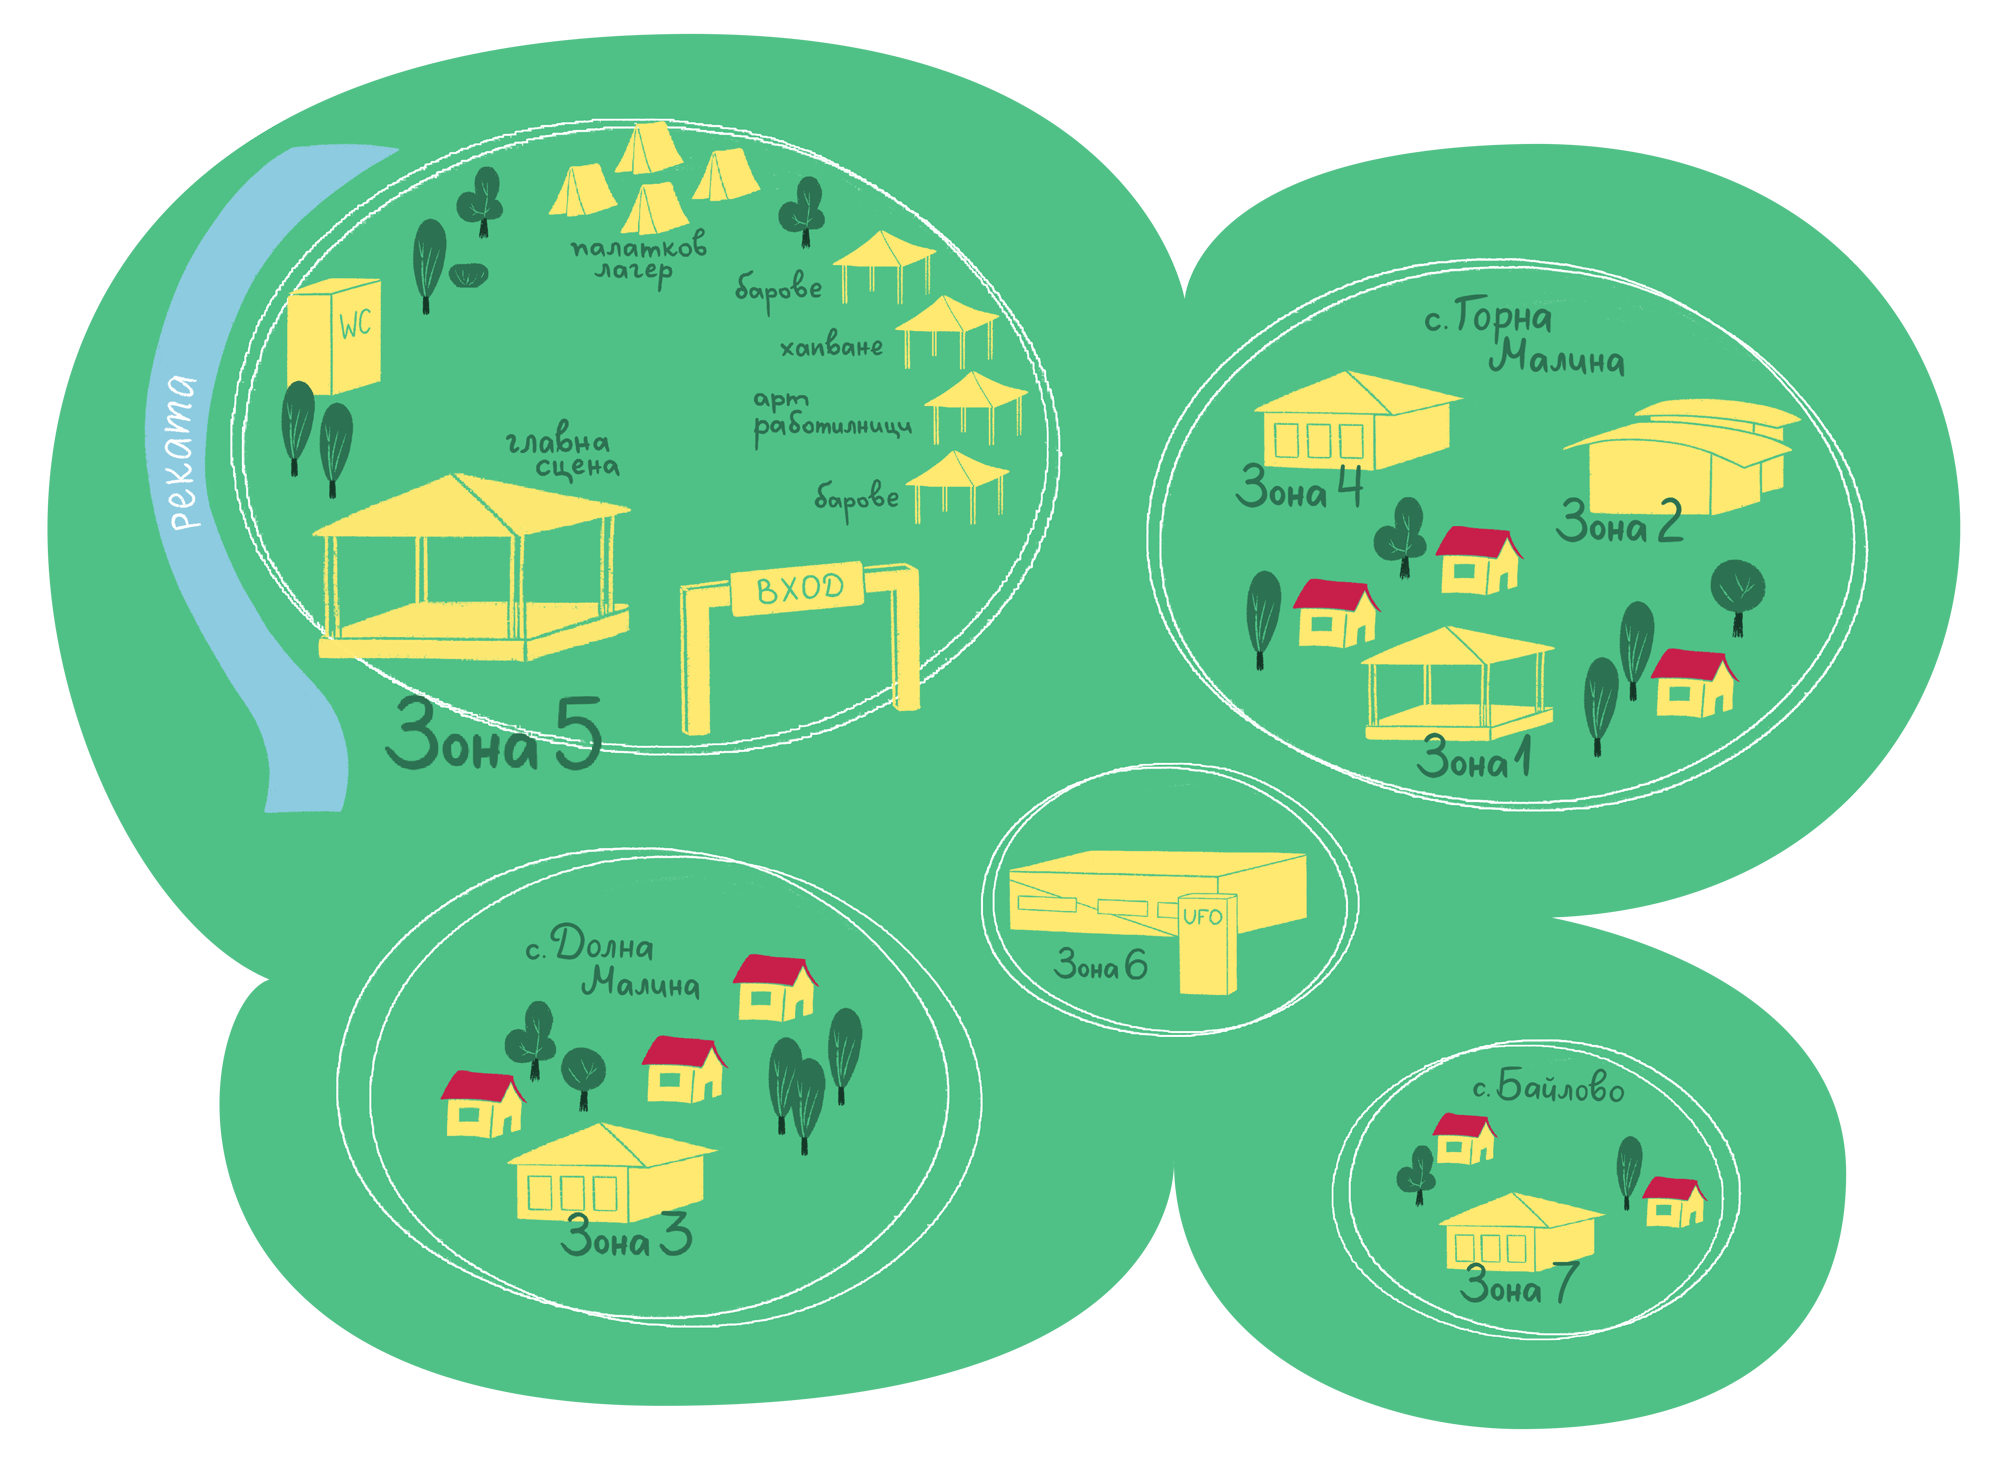 палатков
лагер
барове
хапване
арт
работилници
барове
WC
реката
главна
сцена
ВХОД
Зона 5
с. Горна
Малина
Зона 4
Зона 2
Зона 1
UFO
Зона 6
с. Долна
Малина
Зона 3
с. Байлово
Зона 7